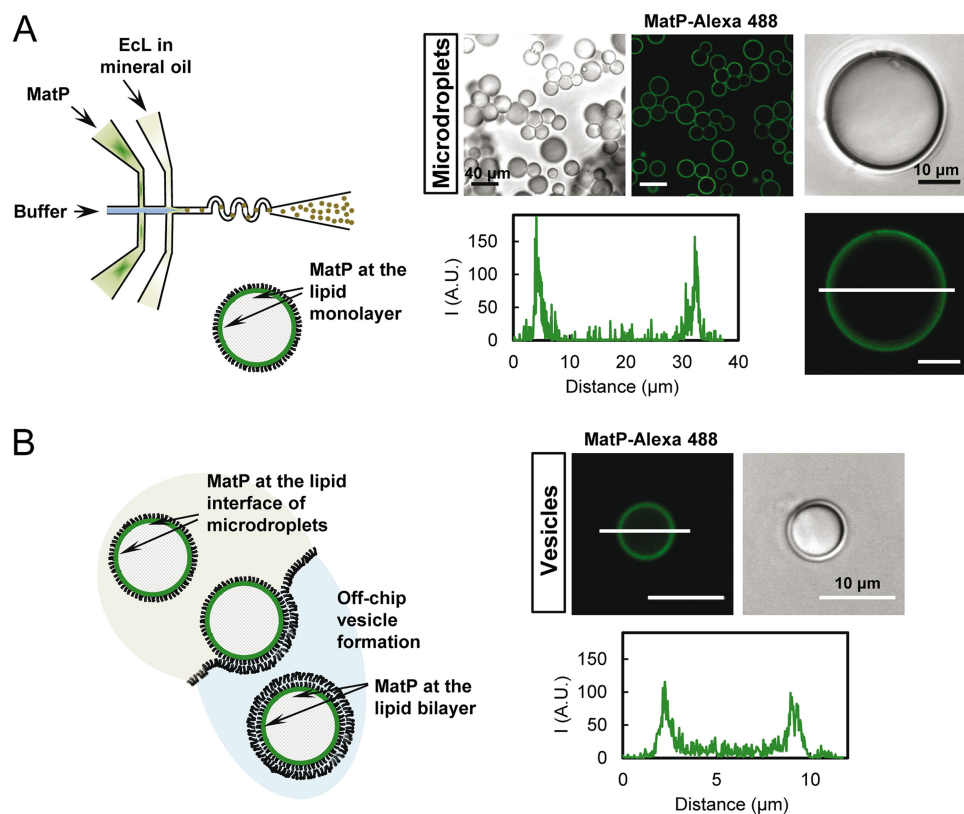 A
EcL in
mineral oil
MatP
Buffer
MatP at the
lipid
monolayer
MatP-Alexa 488
Microdroplets
40 µm
10 µm
I (A.U.)
150
100
50
0
0 10 20 30 40
Distance (µm)
B
MatP at the lipid
interface of
microdroplets
Off-chip
vesicle
formation
MatP at the
lipid bilayer
MatP-Alexa 488
Vesicles
10 µm
I (A.U.)
150
100
50
0
0 5 10
Distance (µm)